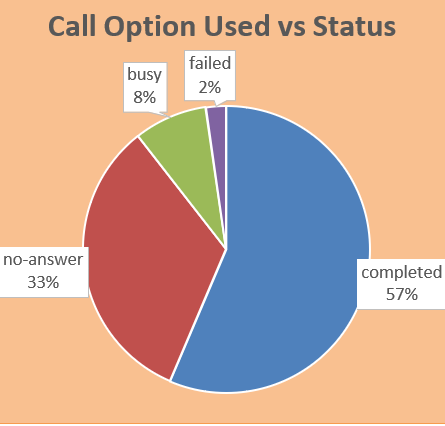 Call Option Used vs Status
failed
2%
busy
8%
no-answer
33%
completed
57%